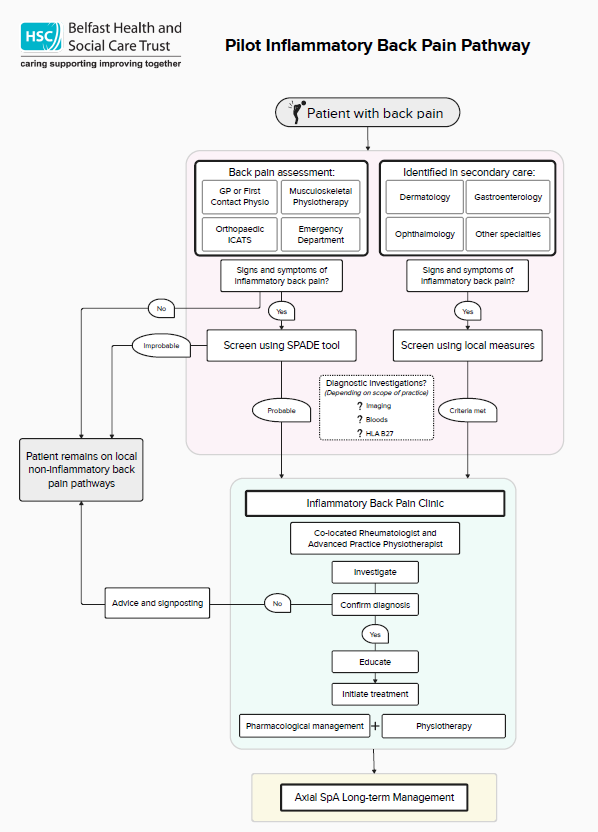 HSC
Belfast Health and
Social Care Trust
caring supporting improving together
Pilot Inflammatory Back Pain Pathway
Patient with back pain
Back pain assessment:
GP or First
Contact Physio
Musculoskeletal
Physiotherapy
Orthopaedic
ICATS
Emergency
Department
Identified in secondary care:
Dermatology
Gastroenterology
Ophthalmology
Other specialties
Signs and symptoms of
inflammatory back pain?
Signs and symptoms of
inflammatory back pain?
No
Yes
Yes
Improbable
Screen using SPADE tool
Screen using local measures
Diagnostic investigations?
(Depending on scope of practice)
? Imaging
? Bloods
? HLA B27
Probable
Criteria met
Patient remains on local
non-inflammatory back
pain pathways
Inflammatory Back Pain Clinic
Co-located Rheumatologist and
Advanced Practice Physiotherapist
Investigate
Advice and signposting
No
Confirm diagnosis
Yes
Educate
Initiate treatment
Pharmacological management
+
Physiotherapy
Axial SpA Long-term Management